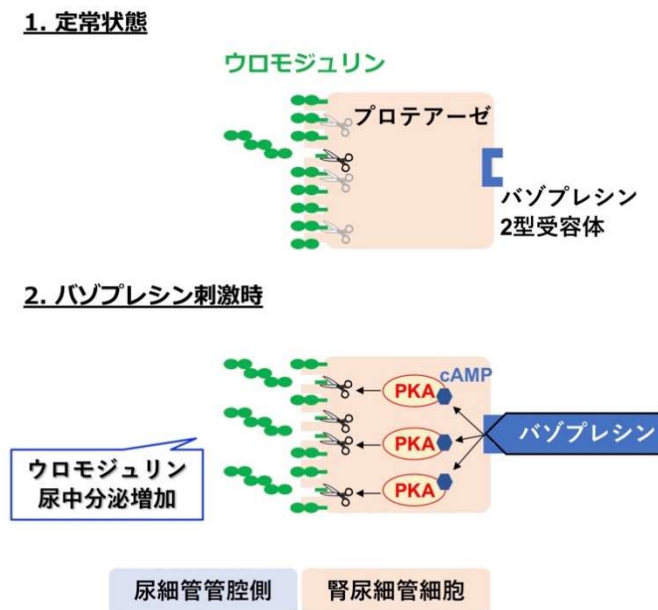 1. 定常状態
ウロモジュリン
プロテアーゼ
バゾプレシン
2型受容体
2. バゾプレシン刺激時
cAMP
PKA
バゾプレシン
PKA
PKA
ウロモジュリン
尿中分泌増加
尿細管管腔側
腎尿細管細胞